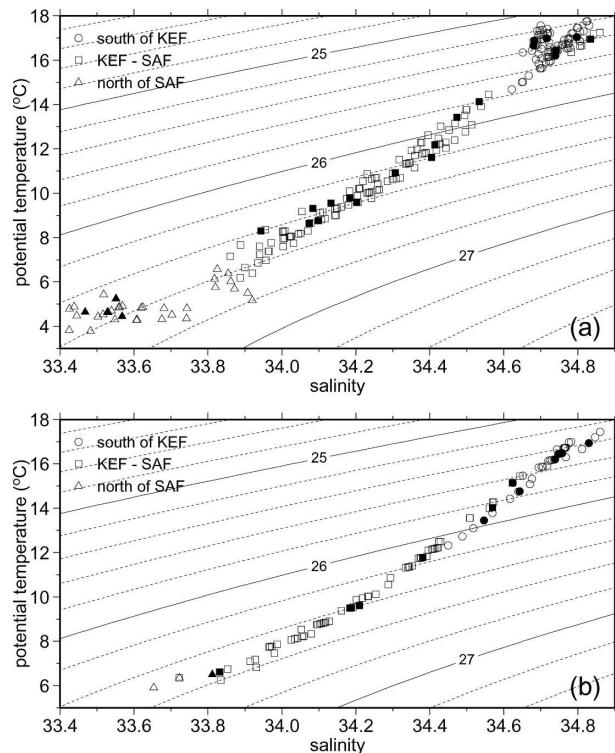 18
16
14
12
10
8
6
4
potential temperature (ºC)
south of KEF
KEF - SAF
north of SAF
25
26
27
(a)
33.4 33.6 33.8 34.0 34.2 34.4 34.6 34.8
salinity
18
16
14
12
10
8
6
potential temperature (ºC)
south of KEF
KEF - SAF
north of SAF
25
26
27
(b)
33.4 33.6 33.8 34.0 34.2 34.4 34.6 34.8
salinity